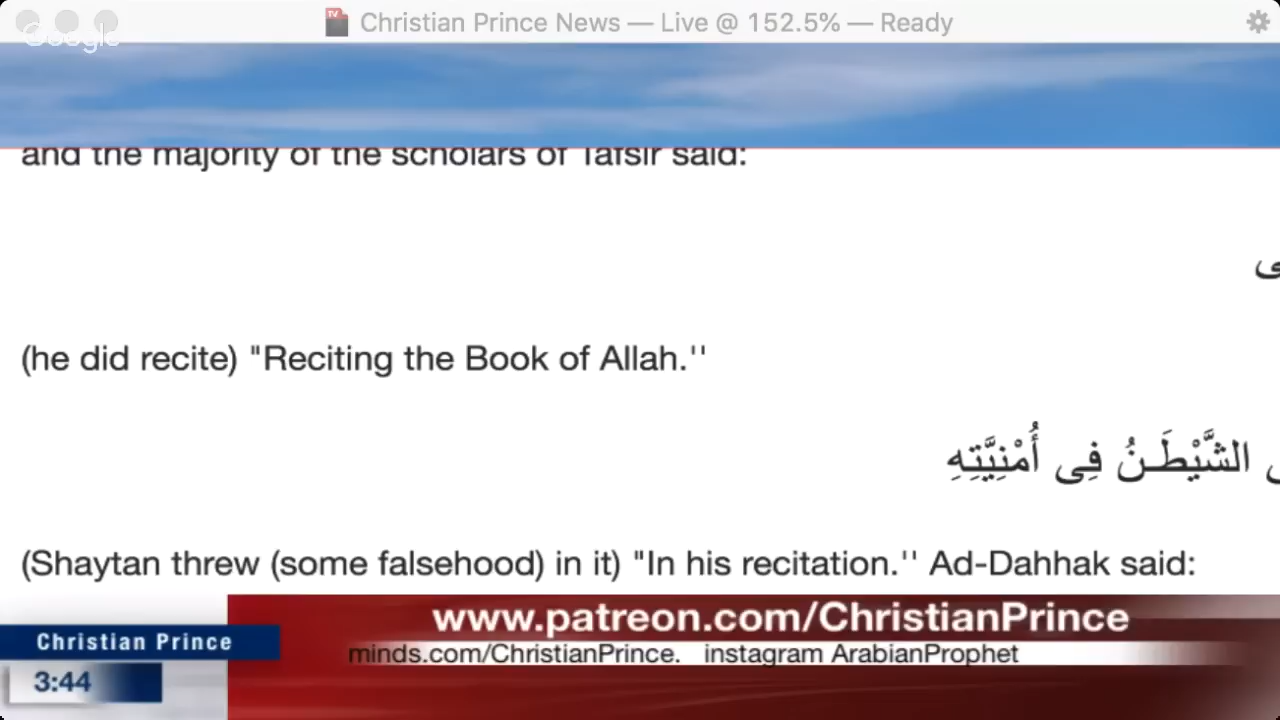 Christian Prince News — Live @ 152.5% — Ready
Google
and the majority of the scholars of Tafsir said:
(he did recite) "Reciting the Book of Allah.''
الشَّيْطَـنُ فِى أُمْنِيَّتِهِ
(Shaytan threw (some falsehood) in it) "In his recitation.'' Ad-Dahhak said:
www.patreon.com/ChristianPrince
minds.com/ChristianPrince. instagram ArabianProphet
Christian Prince
3:44